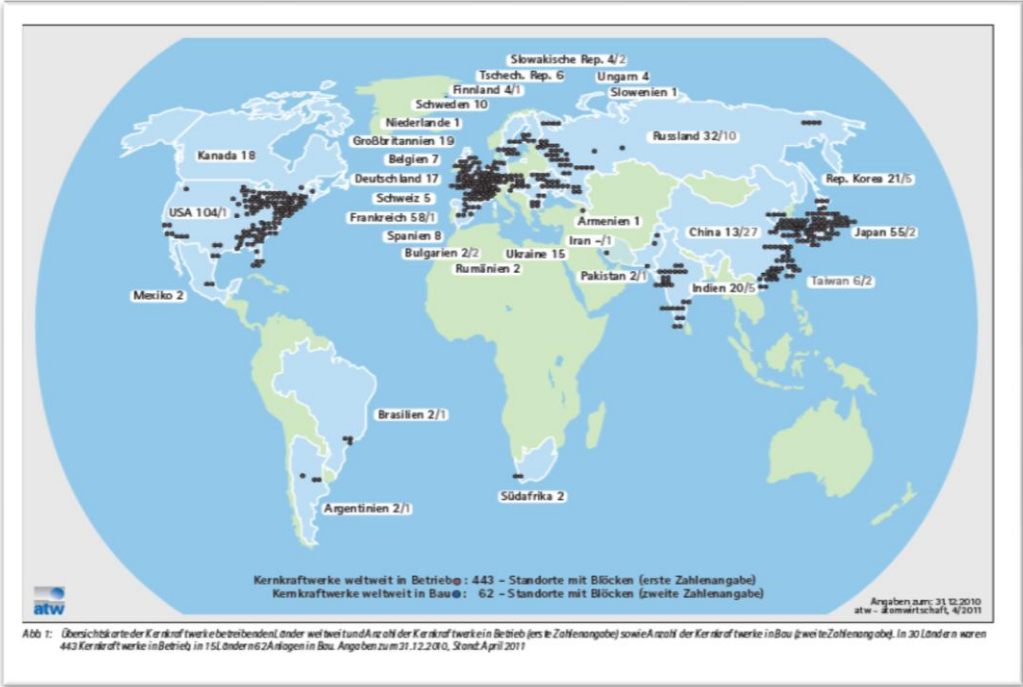 Slowakische Rep. 4/2
Tschech. Rep. 6
Ungarn 4
Finnland 4/1
Slowenien 1
Schweden 10
Niederlande 1
Großbritannien 19
Russland 32/10
Kanada 18
Belgien 7
Deutschland 17
Rep. Korea 21/5
Schweiz 5
USA 104/1
Frankreich 58/1
Armenien 1
China 13/27
Japan 55/2
Spanien 8
Iran –/1
Bulgarien 2/2
Ukraine 15
Rumänien 2
Pakistan 2/1
Indien 20/5
Taiwan 6/2
Mexiko 2
Brasilien 2/1
Südafrika 2
Argentinien 2/1
Kernkraftwerke weltweit in Betrieb: 443 – Standorte mit Blöcken (erste Zahlenangabe)
Kernkraftwerke weltweit in Bau: 62 – Standorte mit Blöcken (zweite Zahlenangabe)
atw
Angaben zum: 31.12.2010
atw – atomwirtschaft, 4/2011
Abb. 1: Übersichtskarte der Kernkraftwerke betreibenden Länder weltweit und Anzahl der Kernkraftwerke in Betrieb (erste Zahlenangabe) sowie Anzahl der Kernkraftwerke in Bau (zweite Zahlenangabe). In 30 Ländern waren
443 Kernkraftwerke in Betrieb, in 15 Ländern 62 Anlagen in Bau. Angaben zum 31.12.2010, Stand: April 2011